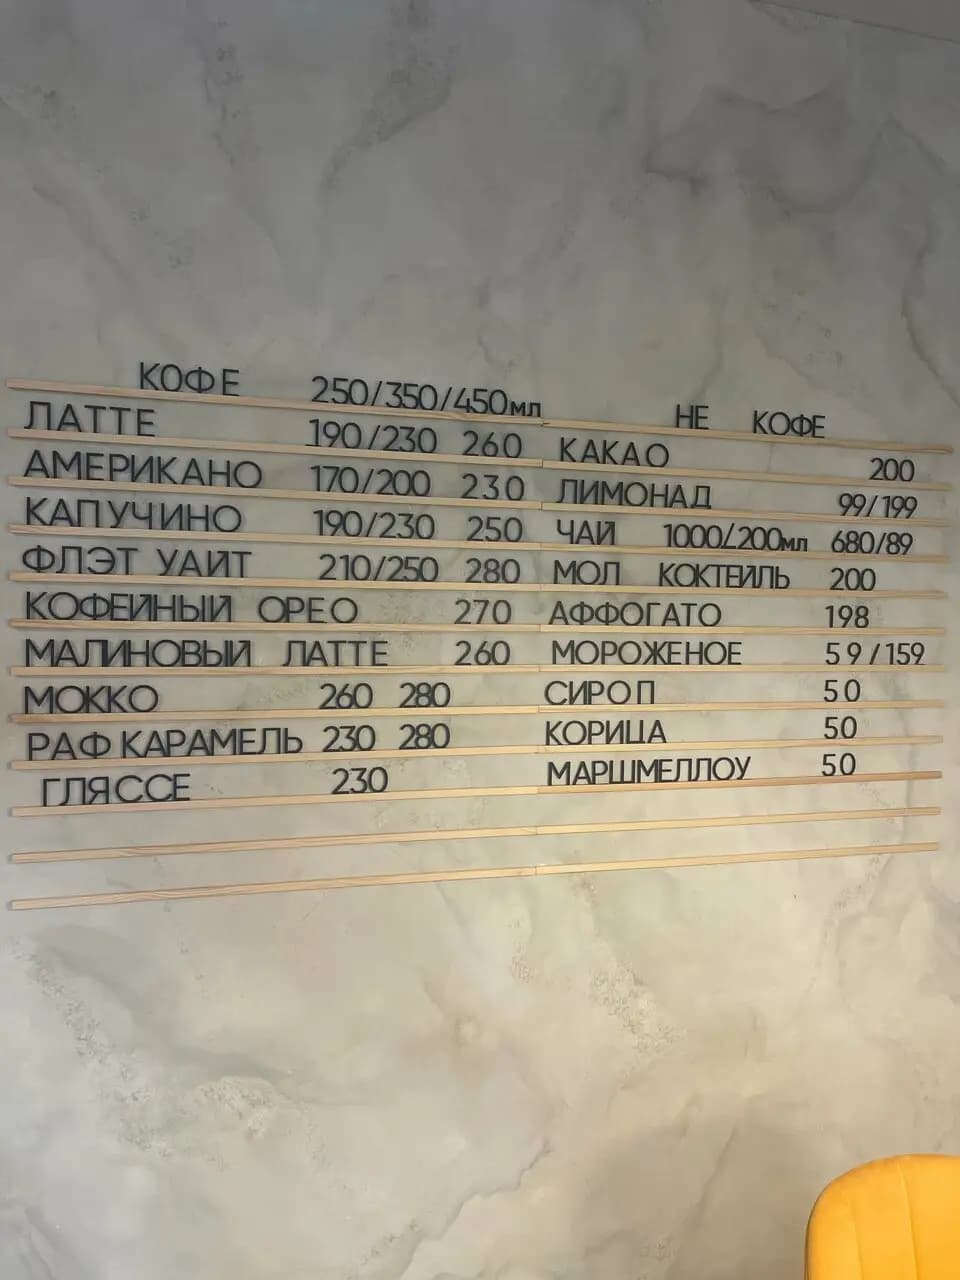 КОФЕ 250/350/450мл
ЛАТТЕ 190/230 260
АМЕРИКАНО 170/200 230
КАПУЧИНО 190/230 250
ФЛЭТ УАЙТ 210/250 280
КОФЕЙНЫЙ ОРЕО 270
МАЛИНОВЫЙ ЛАТТЕ 260
МОККО 260 280
РАФ КАРАМЕЛЬ 230 280
ГЛЯССЕ 230
НЕ КОФЕ
КАКАО 200
ЛИМОНАД 99/199
ЧАЙ 1000/200мл 680/89
МОЛ КОКТЕЙЛЬ 200
АФФОГАТО 198
МОРОЖЕНОЕ 59/159
СИРОП 50
КОРИЦА 50
МАРШМЕЛЛОУ 50